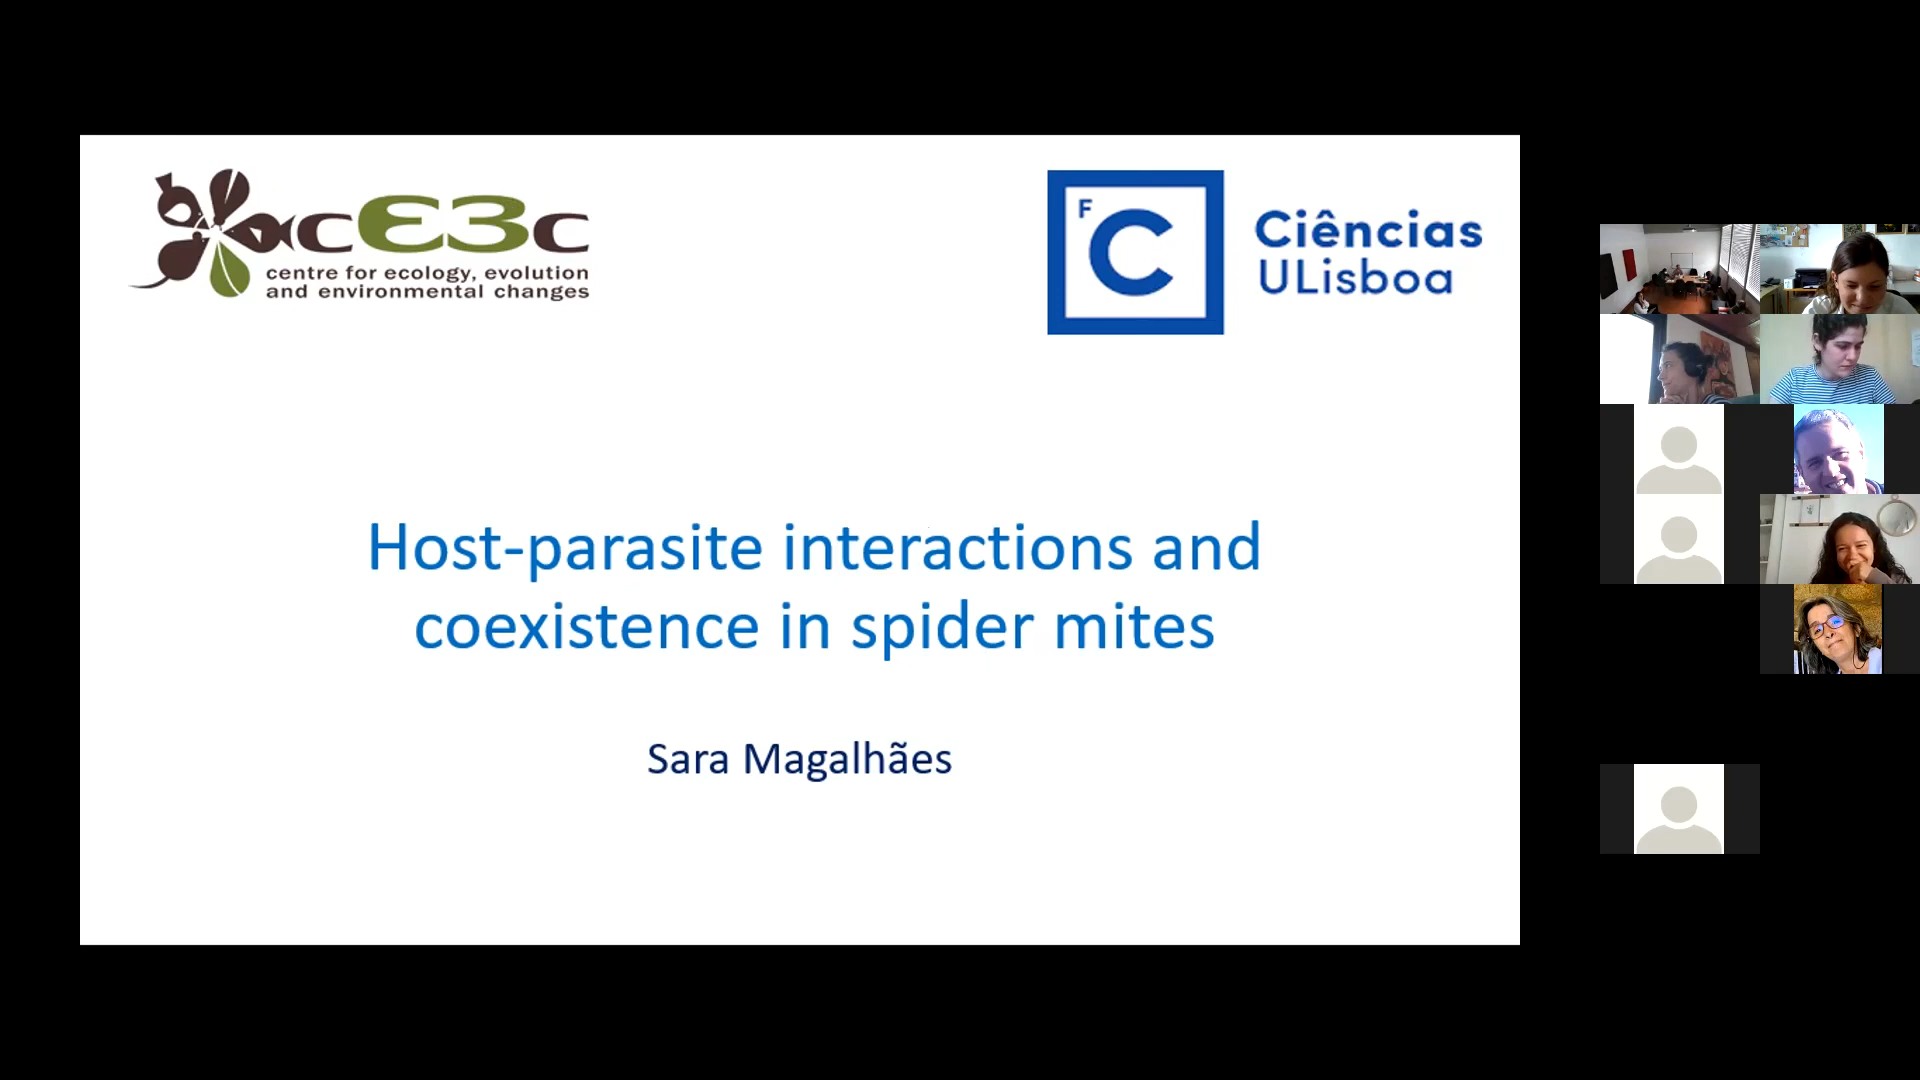 cE3c
centre for ecology, evolution
and environmental changes
F
C
Ciências
ULisboa
Host-parasite interactions and
coexistence in spider mites
Sara Magalhães